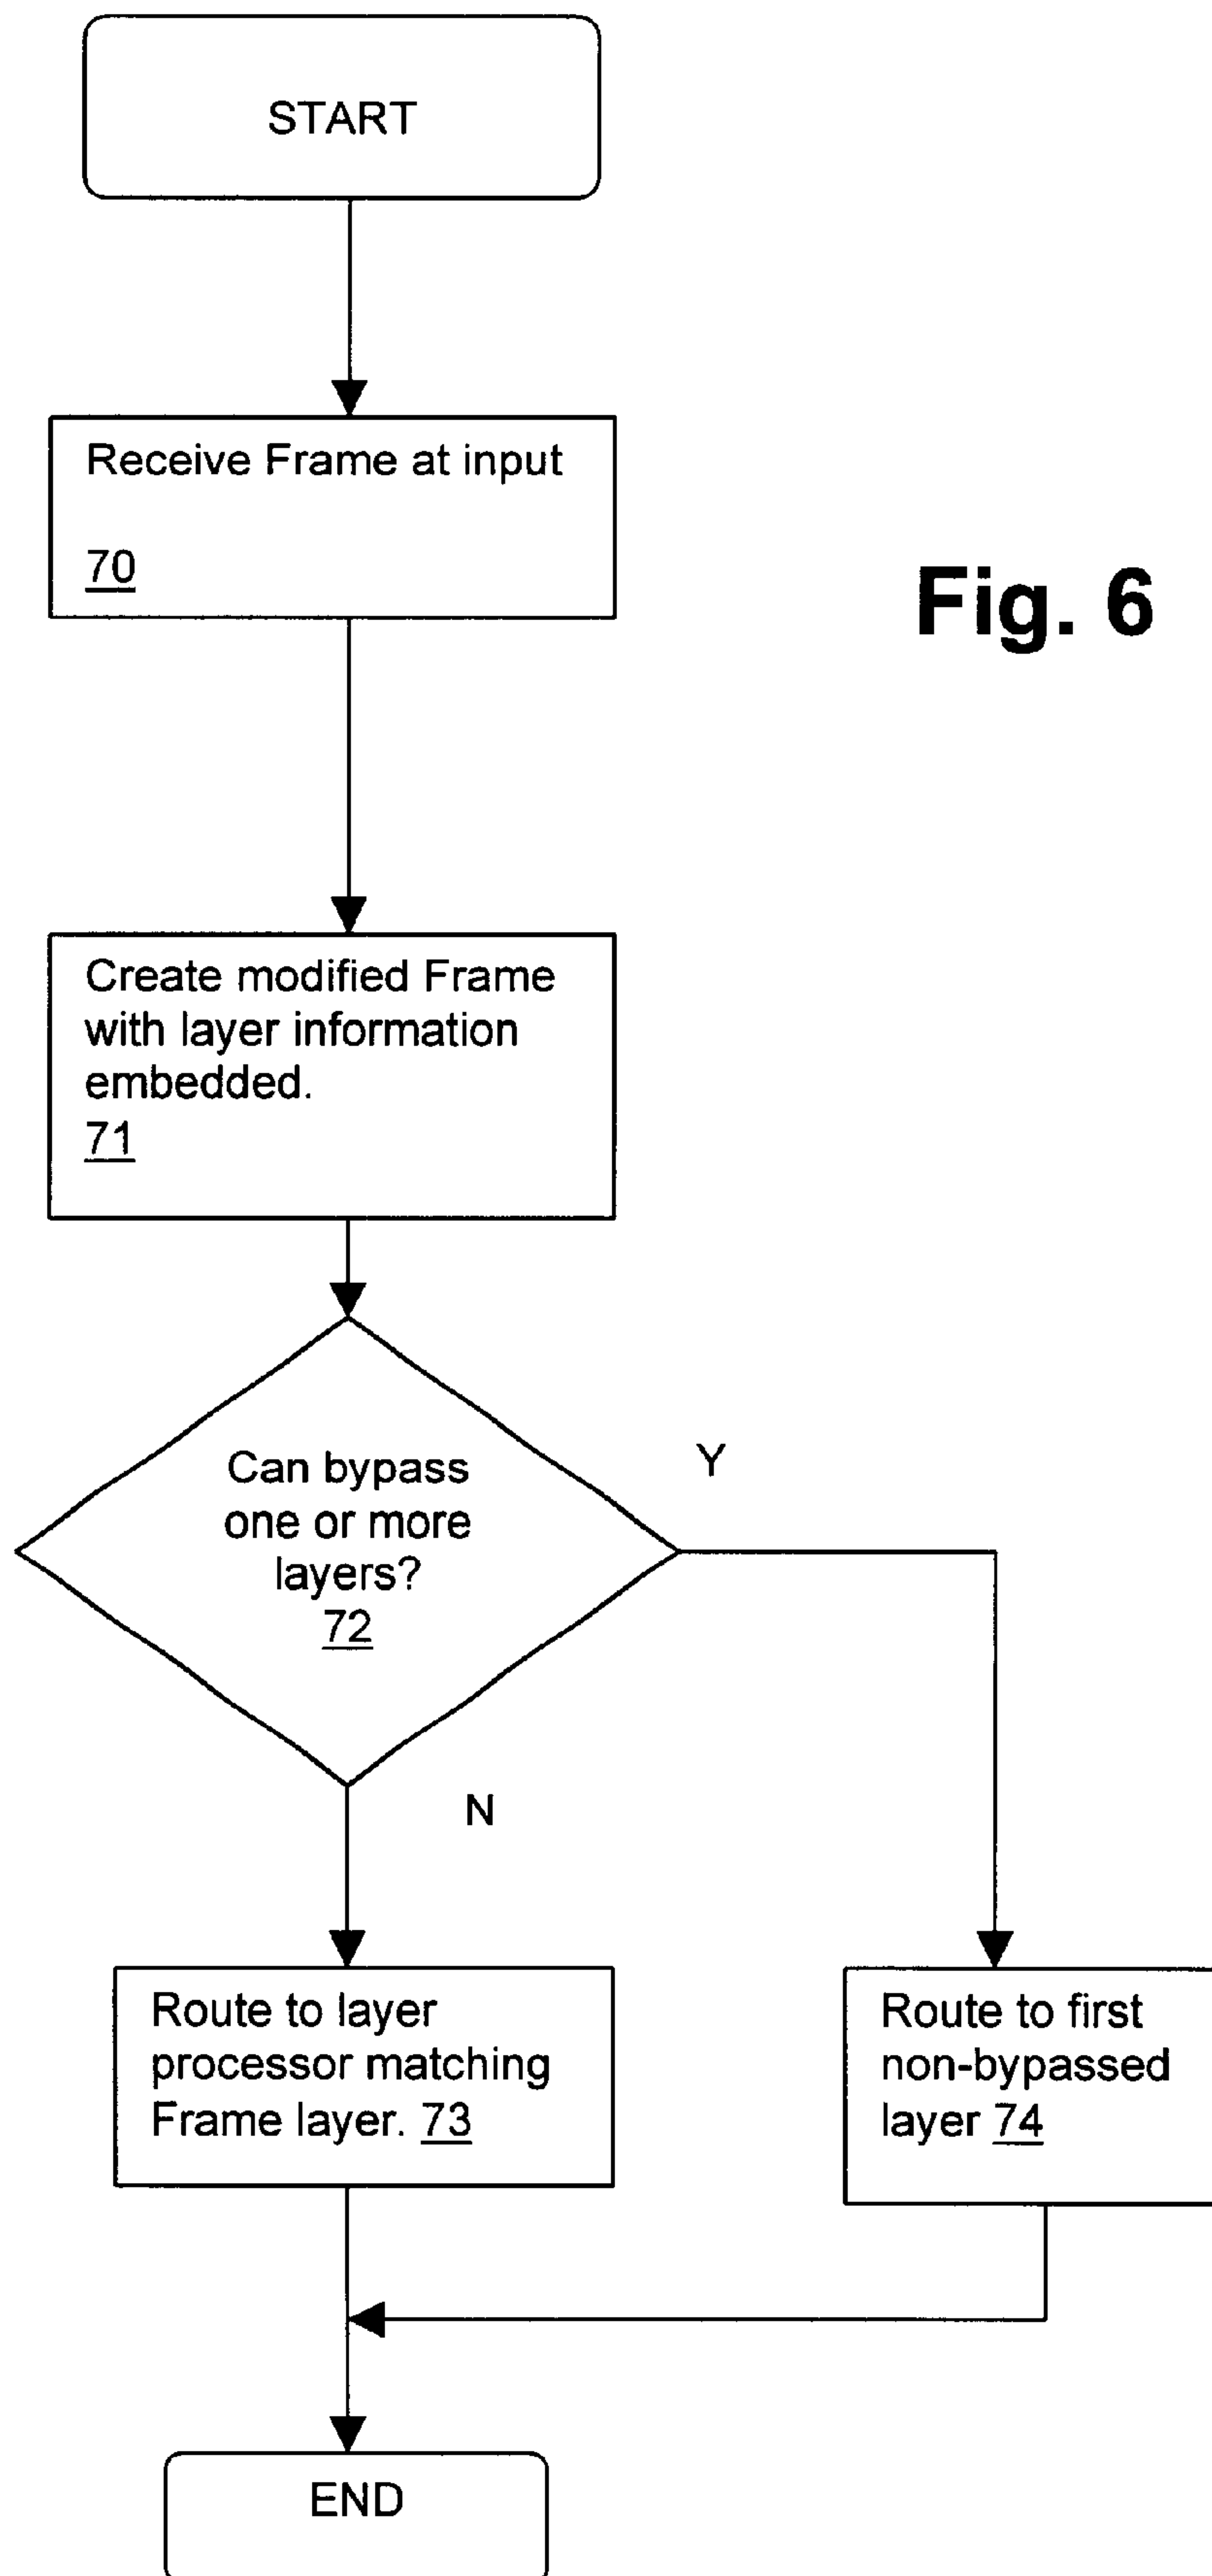 START
Receive Frame at input
70
Fig. 6
Create modified Frame
with layer information
embedded.
71
Can bypass
one or more
layers?
72
Y
N
Route to layer
processor matching
Frame layer. 73
Route to first
non-bypassed
layer 74
END